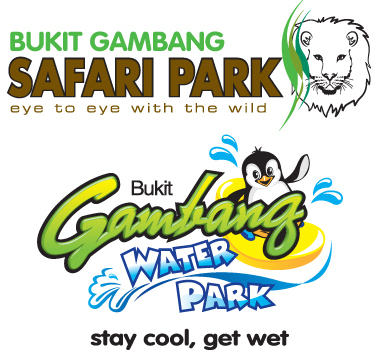 BUKIT GAMBANG
SAFARI PARK
eye to eye with the wild
Bukit
Gambang
WATER
PARK
stay cool, get wet